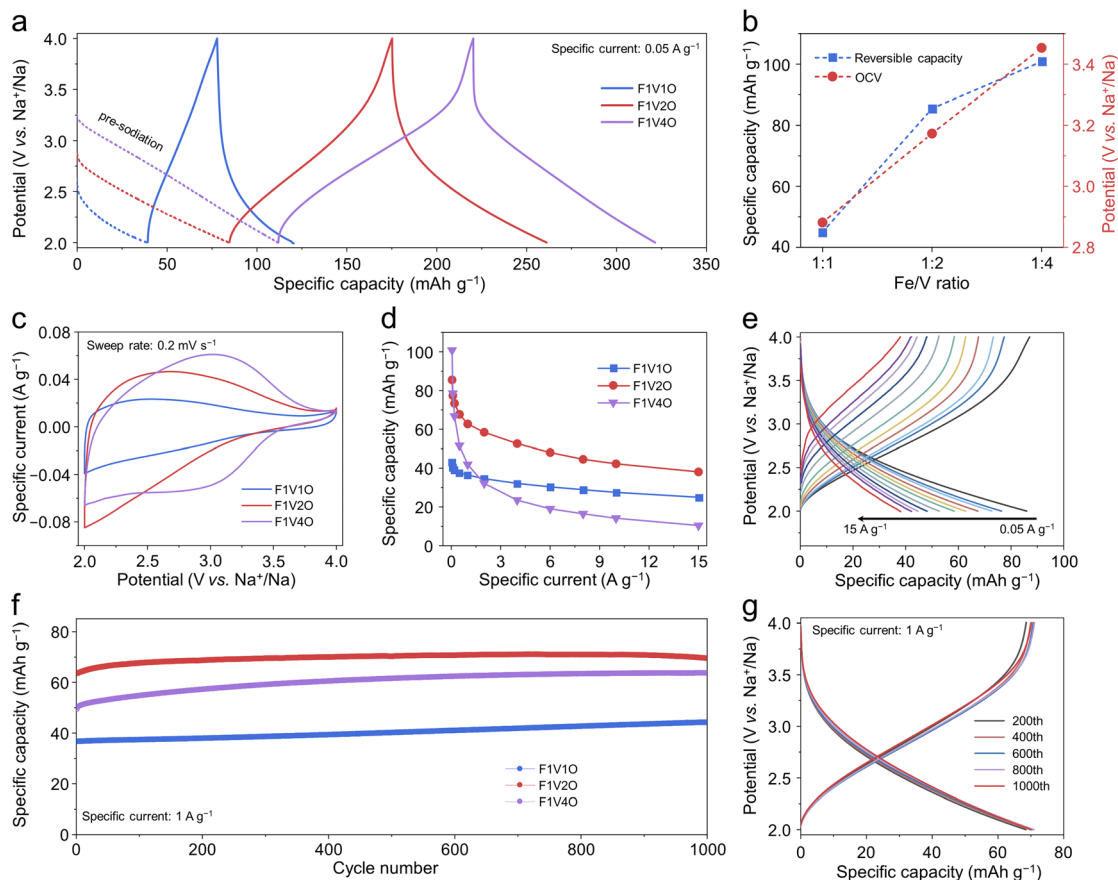 a
Potential (V vs. Na⁺/Na)
4.0
3.5
3.0
2.5
2.0
Specific current: 0.05 A g⁻¹
F1V1O
F1V2O
F1V4O
pre-sodiation
0
50
100
150
200
250
300
350
Specific capacity (mAh g⁻¹)
b
Specific capacity (mAh g⁻¹)
100
80
60
40
Reversible capacity
OCV
3.4
3.2
3.0
2.8
Potential (V vs. Na⁺/Na)
1:1
1:2
1:4
Fe/V ratio
c
Specific current (A g⁻¹)
0.08
0.04
0.00
−0.04
−0.08
Sweep rate: 0.2 mV s⁻¹
F1V1O
F1V2O
F1V4O
2.0
2.5
3.0
3.5
4.0
Potential (V vs. Na⁺/Na)
d
Specific capacity (mAh g⁻¹)
100
80
60
40
20
0
F1V1O
F1V2O
F1V4O
0
3
6
9
12
15
Specific current (A g⁻¹)
e
Potential (V vs. Na⁺/Na)
4.0
3.5
3.0
2.5
2.0
15 A g⁻¹
0.05 A g⁻¹
0
20
40
60
80
100
Specific capacity (mAh g⁻¹)
f
Specific capacity (mAh g⁻¹)
80
60
40
20
0
F1V1O
F1V2O
F1V4O
Specific current: 1 A g⁻¹
0
200
400
600
800
1000
Cycle number
g
Potential (V vs. Na⁺/Na)
4.0
3.5
3.0
2.5
2.0
Specific current: 1 A g⁻¹
200th
400th
600th
800th
1000th
0
20
40
60
80
Specific capacity (mAh g⁻¹)